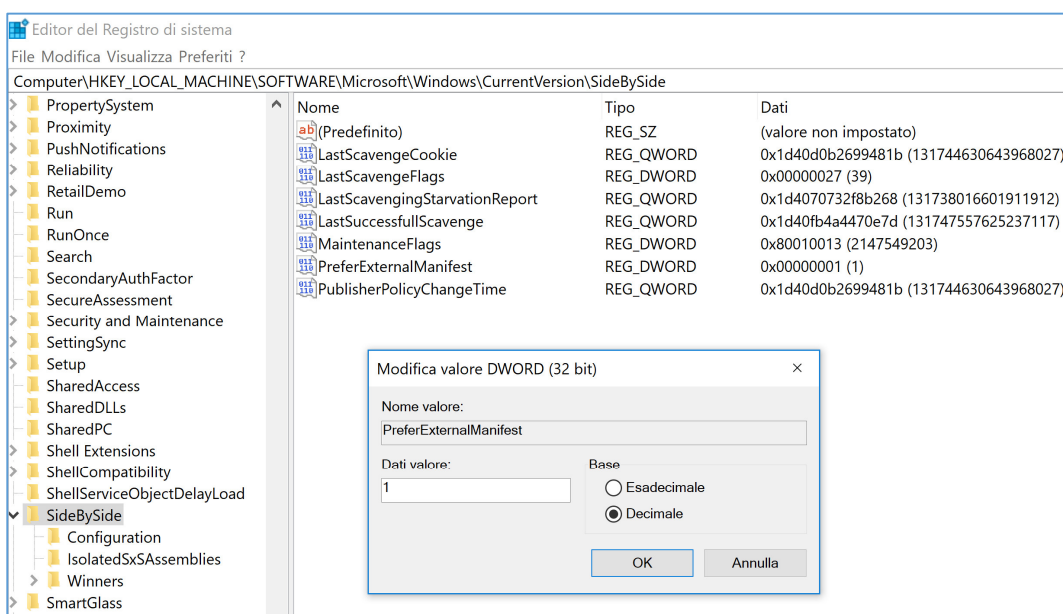 Editor del Registro di sistema
File Modifica Visualizza Preferiti ?
Computer\HKEY_LOCAL_MACHINE\SOFTWARE\Microsoft\Windows\CurrentVersion\SideBySide
PropertySystem
Proximity
PushNotifications
Reliability
RetailDemo
Run
RunOnce
Search
SecondaryAuthFactor
SecureAssessment
Security and Maintenance
SettingSync
Setup
SharedAccess
SharedDLLs
SharedPC
Shell Extensions
ShellCompatibility
ShellServiceObjectDelayLoad
SideBySide
Configuration
IsolatedSxSAssemblies
Winners
SmartGlass
Nome Tipo Dati
(Predefinito) REG_SZ (valore non impostato)
LastScavengeCookie REG_QWORD 0x1d40d0b2699481b (131744630643968027)
LastScavengeFlags REG_DWORD 0x00000027 (39)
LastScavengingStarvationReport REG_QWORD 0x1d4070732f8b268 (131738016601911912)
LastSuccessfullScavenge REG_QWORD 0x1d40fb4a4470e7d (131747557625237117)
MaintenanceFlags REG_DWORD 0x80010013 (2147549203)
PreferExternalManifest REG_DWORD 0x00000001 (1)
PublisherPolicyChangeTime REG_QWORD 0x1d40d0b2699481b (131744630643968027)
Modifica valore DWORD (32 bit)
Nome valore:
PreferExternalManifest
Dati valore:
1
Base
Esadecimale
Decimale
OK Annulla